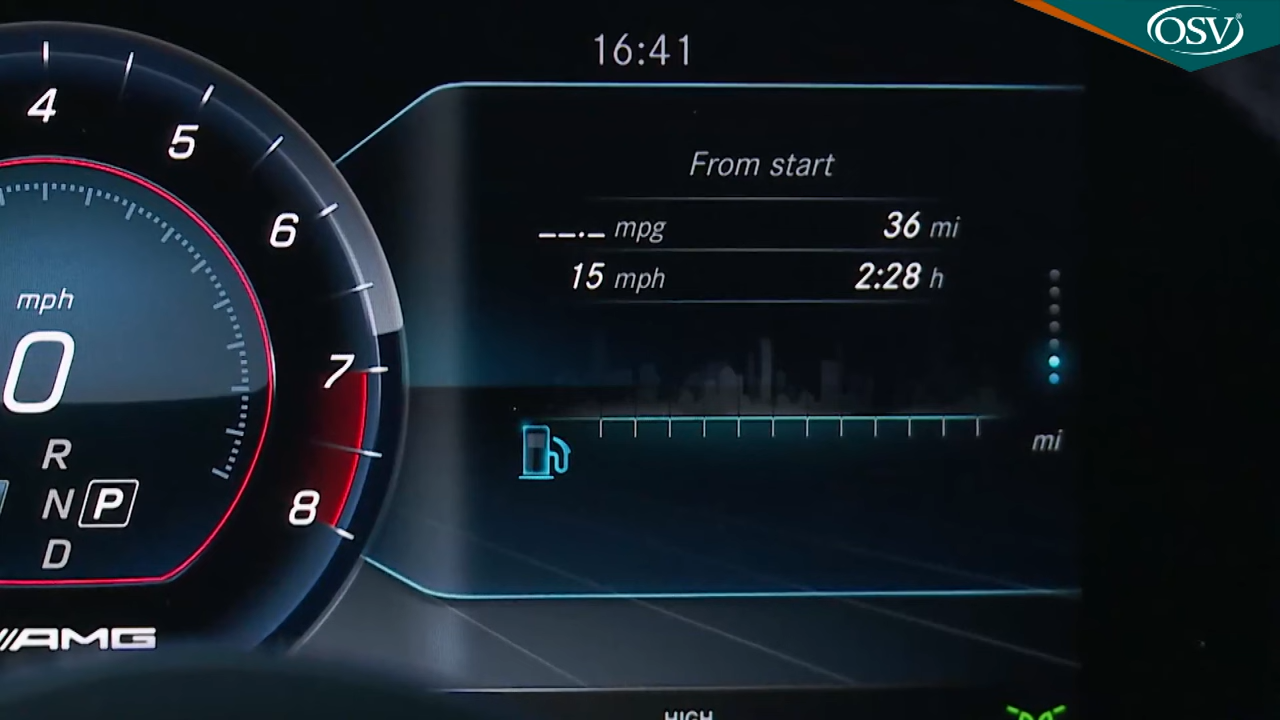 OSV®
16:41
4
5
6
7
8
mph
0
R
N P
D
AMG
From start
__._ mpg 36 mi
15 mph 2:28 h
mi
HIGH